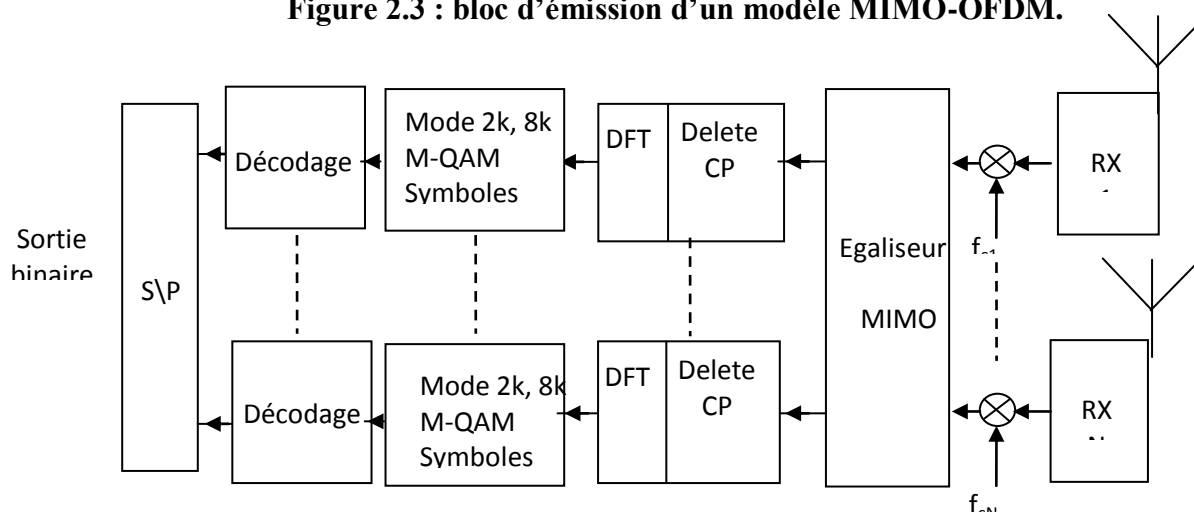 Figure 2.3 : bloc d'émission d'un modèle MIMO-OFDM.
Décodage
Mode 2k, 8k
M-QAM
Symboles
DFT
Delete
CP
RX
Sortie
binaire
S\P
Egaliseur
MIMO
Décodage
Mode 2k, 8k
M-QAM
Symboles
DFT
Delete
CP
RX